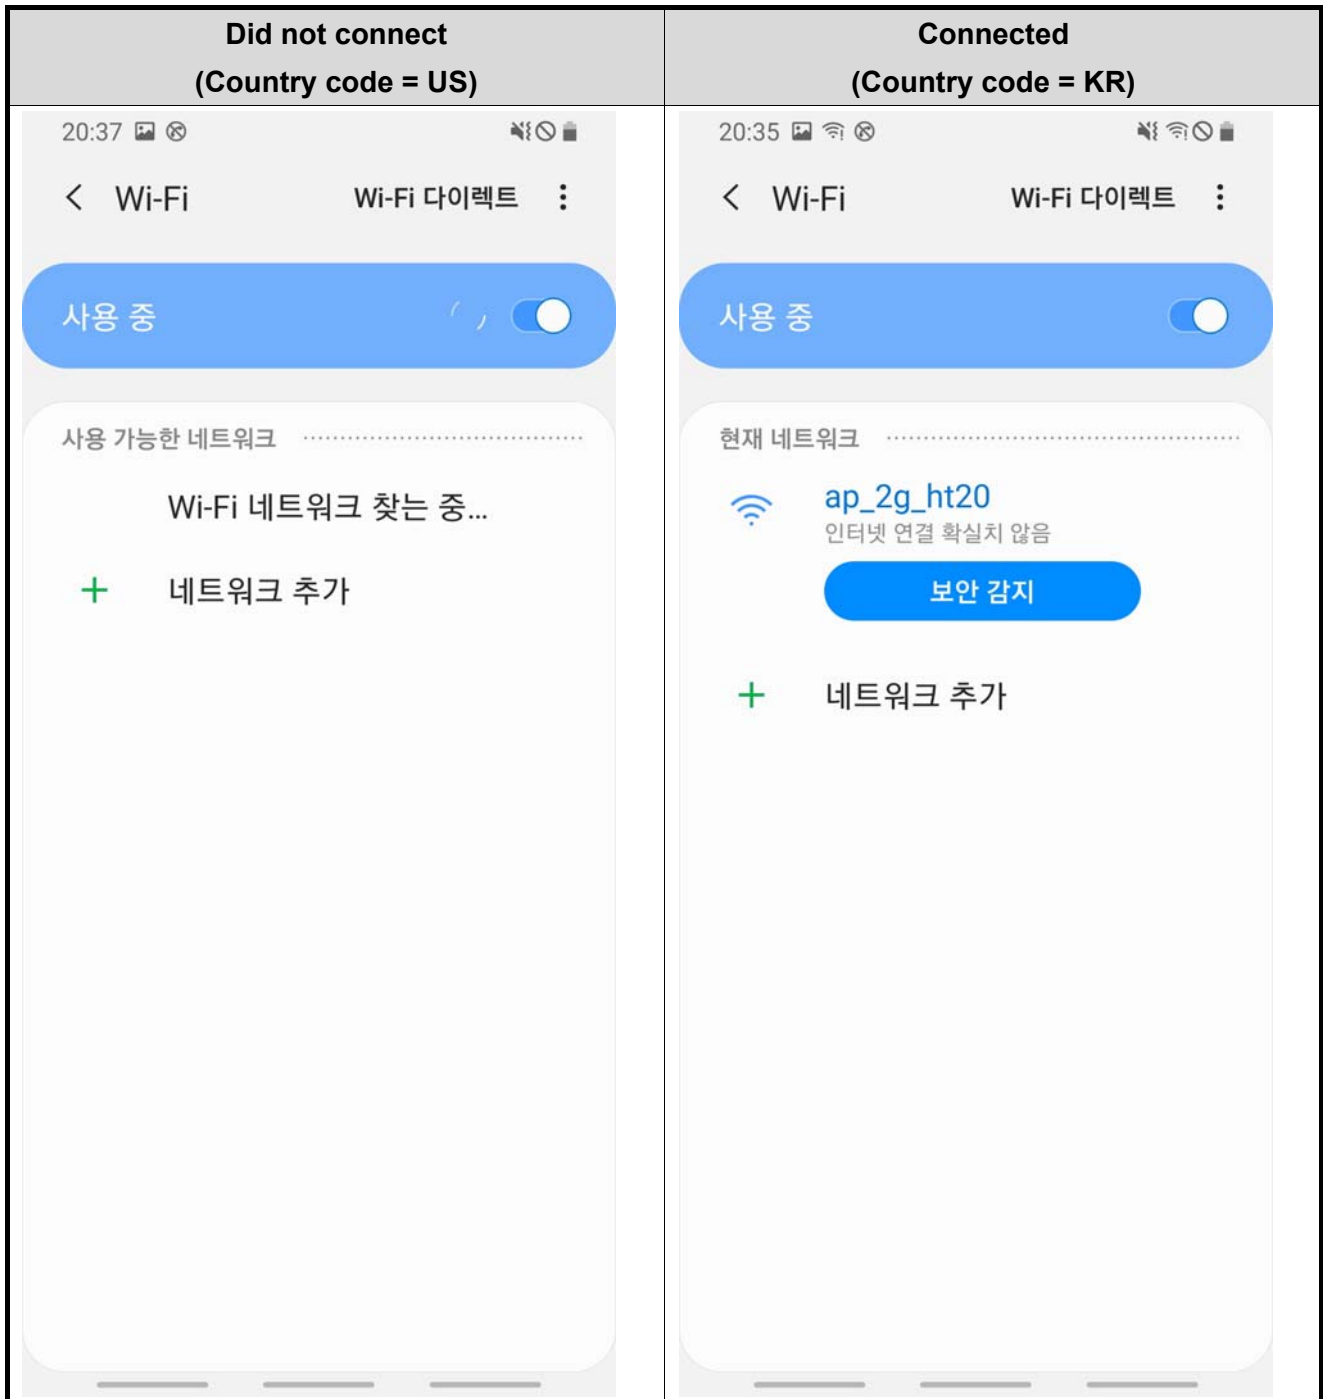 Did not connect
(Country code = US)
Connected
(Country code = KR)
20:37
Wi-Fi
Wi-Fi 다이렉트
사용 중
사용 가능한 네트워크
Wi-Fi 네트워크 찾는 중...
네트워크 추가
20:35
Wi-Fi
Wi-Fi 다이렉트
사용 중
현재 네트워크
ap_2g_ht20
인터넷 연결 확실치 않음
보안 감지
네트워크 추가